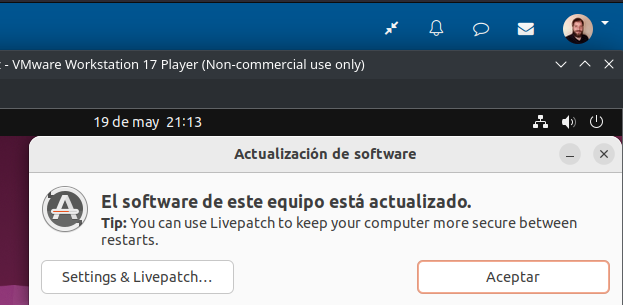 - VMware Workstation 17 Player (Non-commercial use only)
19 de may 21:13
Actualización de software
El software de este equipo está actualizado.
Tip: You can use Livepatch to keep your computer more secure between
restarts.
Settings & Livepatch…
Aceptar